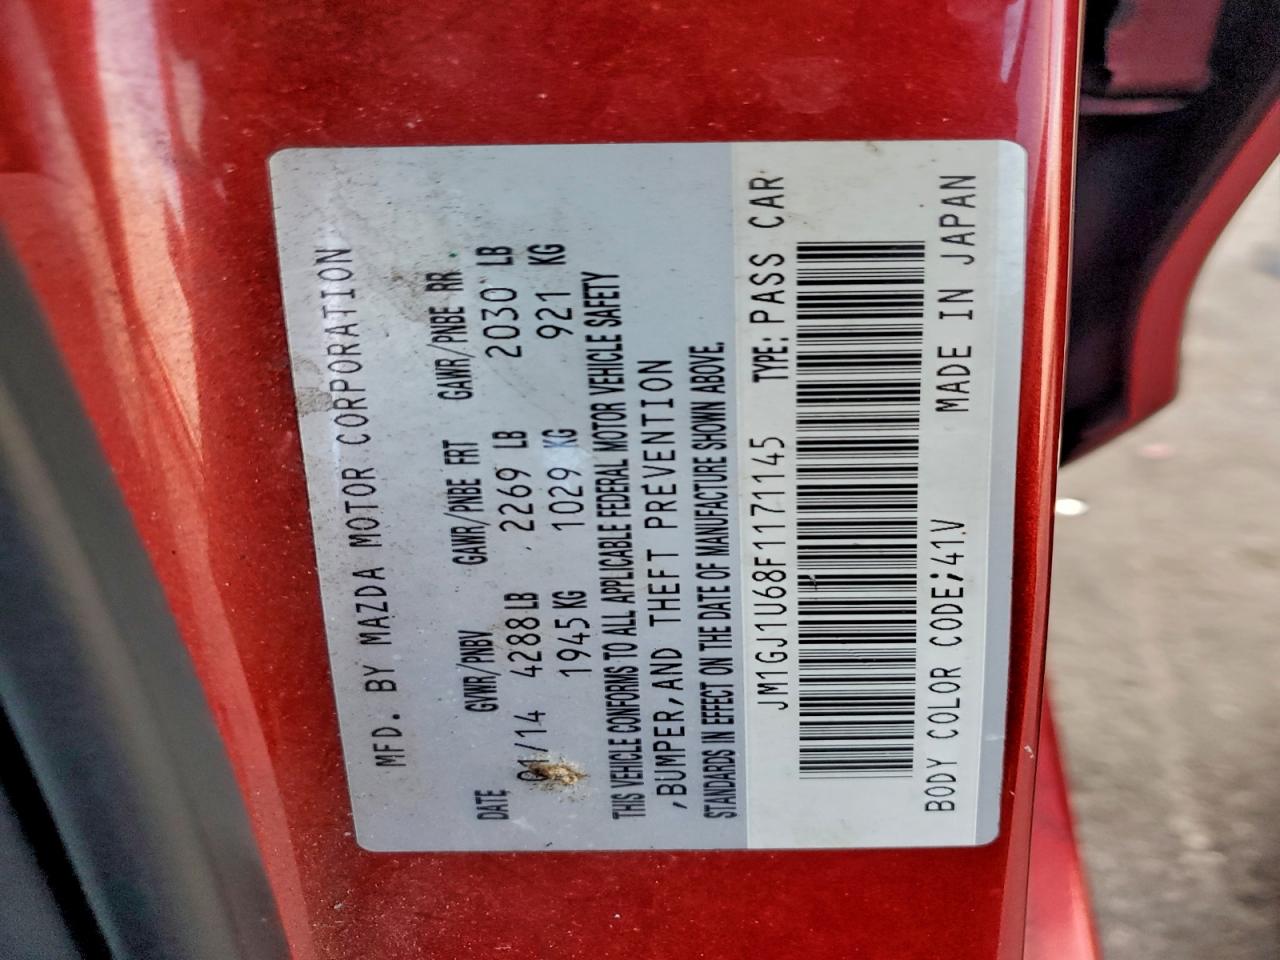 MFD. BY MAZDA MOTOR CORPORATION
DATE GVWR/PNBV GAWR/PNBE FRT GAWR/PNBE RR
01/14 4288 LB 2269 LB 2030 LB
1945 KG 1029 KG 921 KG
THIS VEHICLE CONFORMS TO ALL APPLICABLE FEDERAL MOTOR VEHICLE SAFETY
,BUMPER,AND THEFT PREVENTION
STANDARDS IN EFFECT ON THE DATE OF MANUFACTURE SHOWN ABOVE.
JM1GJ1U68F1171145 TYPE: PASS CAR
BODY COLOR CODE;41V MADE IN JAPAN